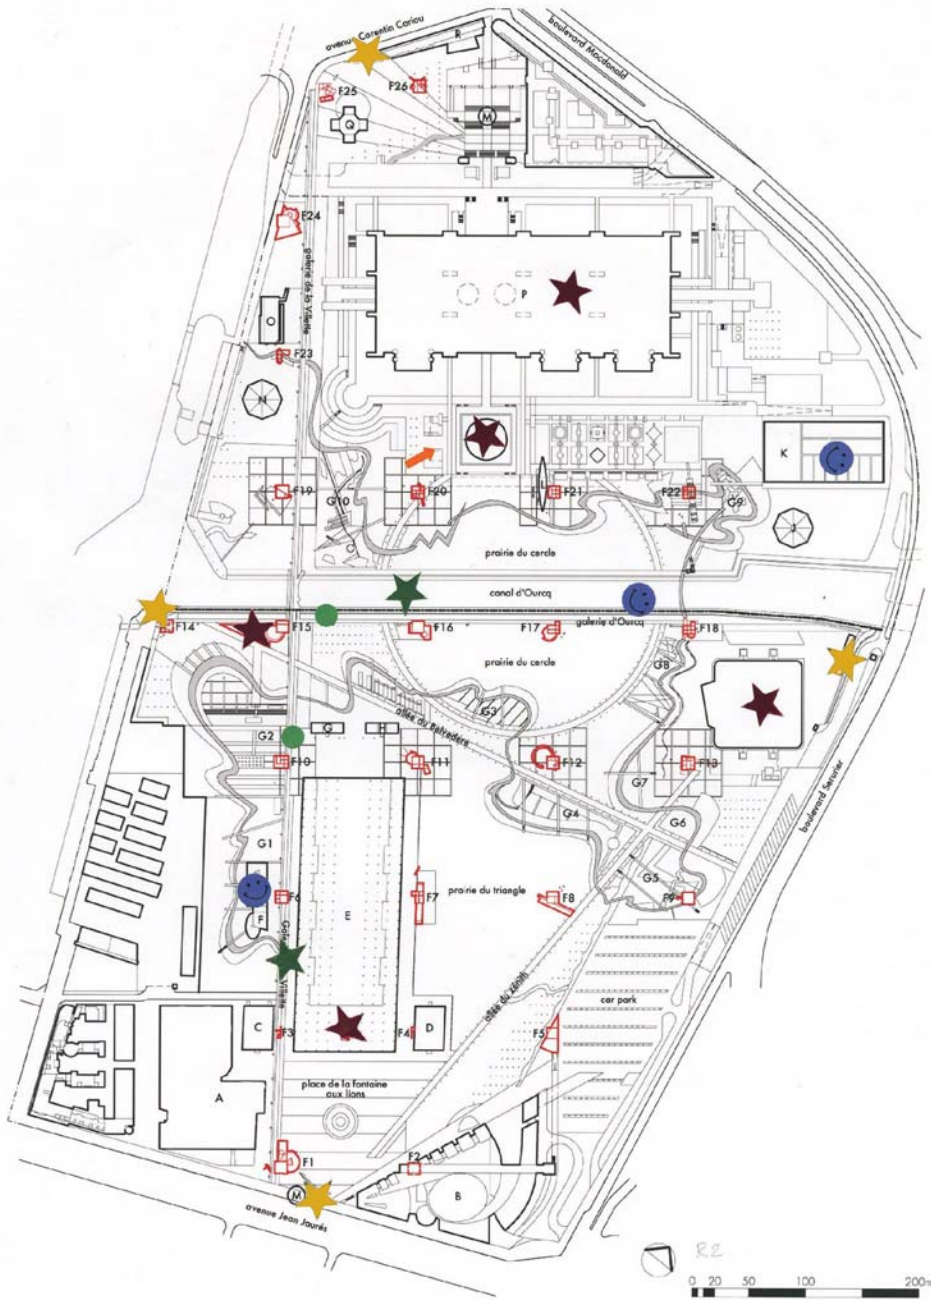 avenue Corentin Cariou
boulevard Macdonald
R
F25
F26
M
Q
F24
galerie de la Villette
P
O
F23
N
K
F19
G10
F20
L
F21
F22
G9
J
prairie du cercle
canal d'Ourcq
galerie d'Ourcq
F14
F15
F16
F17
F18
prairie du cercle
G8
G3
allée du Belvédère
G2
G
H
F10
F11
F12
F13
G7
boulevard Serurier
G4
G6
G1
G5
prairie du triangle
F6
F7
F8
F9
F
E
Villette
allée du zénith
car park
C
F3
F4
D
F5
A
place de la fontaine
aux lions
F1
F2
M
B
avenue Jean Jaurés
R2
0 20 50 100 200m